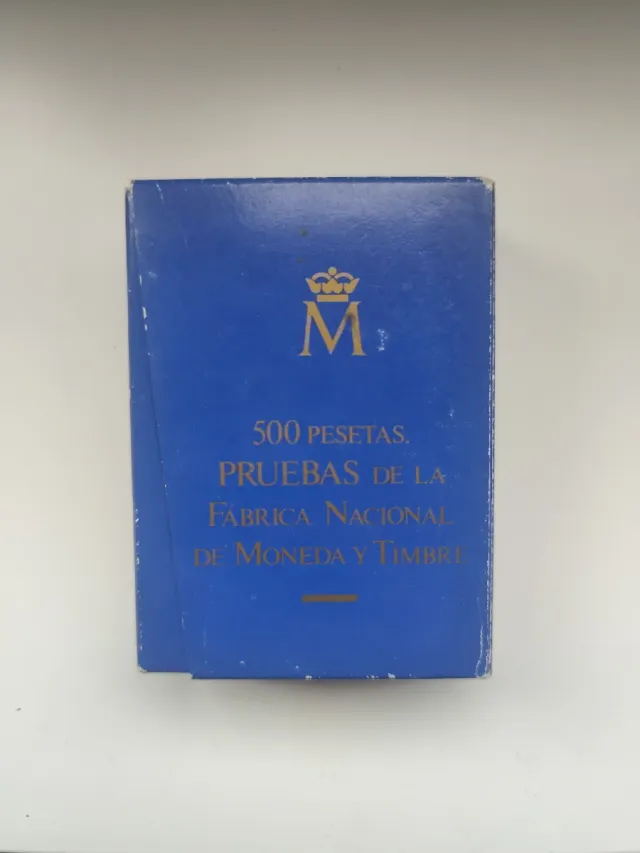 M
500 PESETAS.
PRUEBAS DE LA
FÁBRICA NACIONAL
DE MONEDA Y TIMBRE